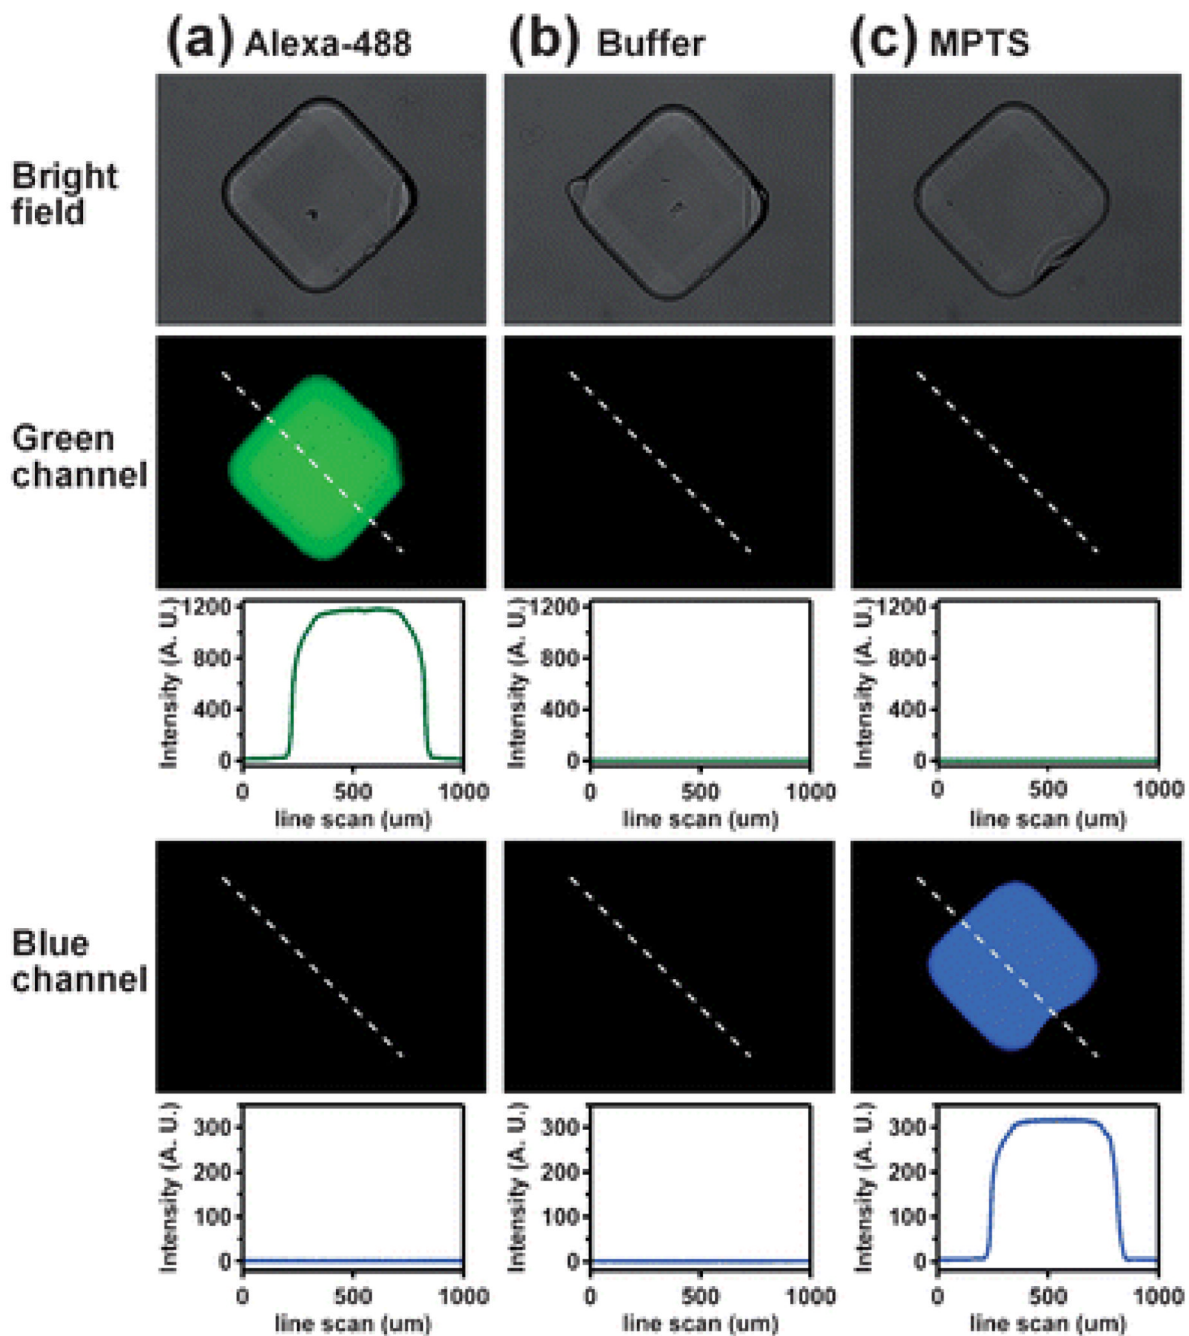 (a) Alexa-488 (b) Buffer (c) MPTS
Bright
field
Green
channel
Intensity (A. U.)
1200
800
400
0
0 500 1000
line scan (um)
Intensity (A. U.)
1200
800
400
0
0 500 1000
line scan (um)
Intensity (A. U.)
1200
800
400
0
0 500 1000
line scan (um)
Blue
channel
Intensity (A. U.)
300
200
100
0
0 500 1000
line scan (um)
Intensity (A. U.)
300
200
100
0
0 500 1000
line scan (um)
Intensity (A. U.)
300
200
100
0
0 500 1000
line scan (um)